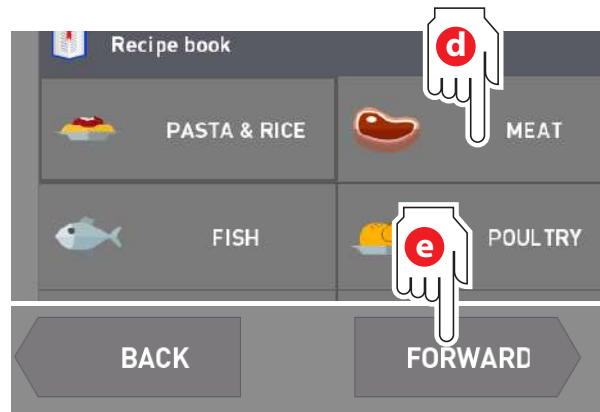 Recipe book
d
PASTA & RICE
MEAT
FISH
e
POULTRY
BACK
FORWARD